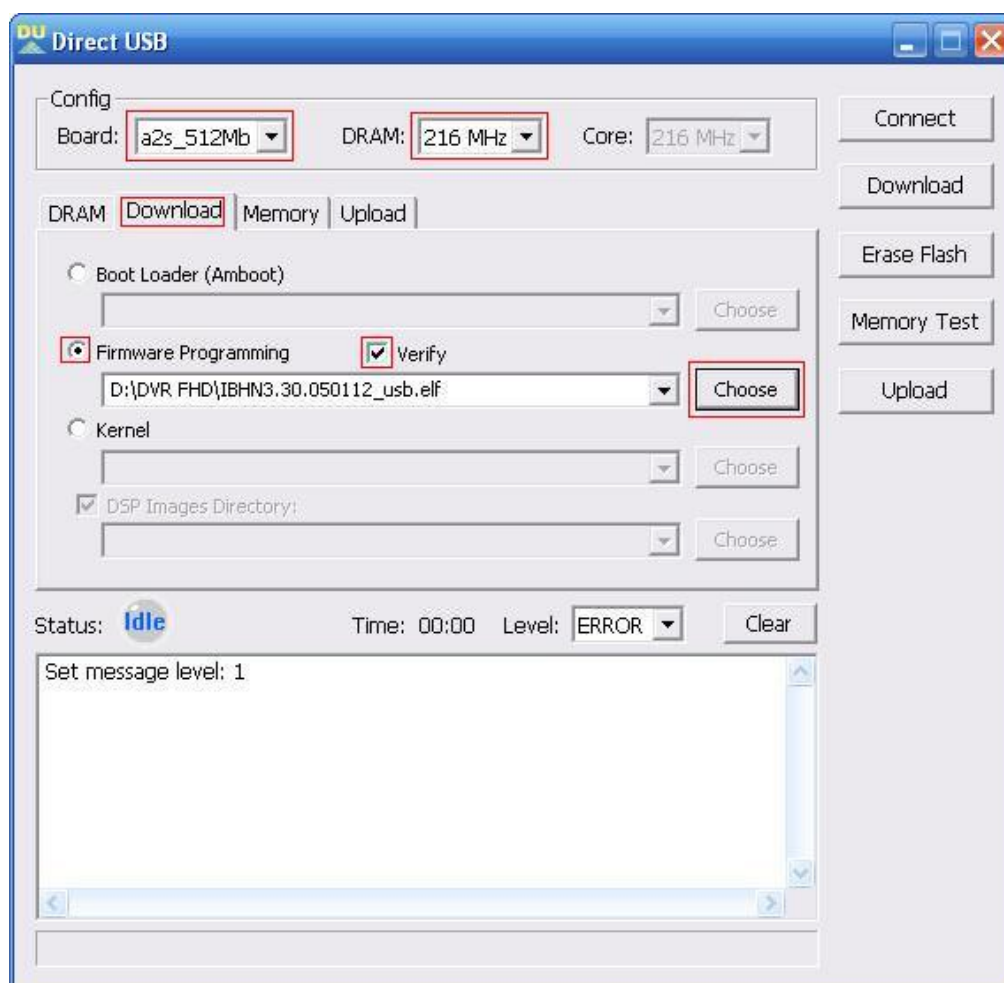 DU Direct USB
Config
Board: a2s_512Mb DRAM: 216 MHz Core: 216 MHz
Connect
Download
Erase Flash
Memory Test
Upload
DRAM Download Memory Upload
Boot Loader (Amboot)
Choose
Firmware Programming Verify
D:\DVR FHD\IBHN3.30.050112_usb.elf Choose
Kernel
Choose
DSP Images Directory:
Choose
Status: Idle Time: 00:00 Level: ERROR Clear
Set message level: 1